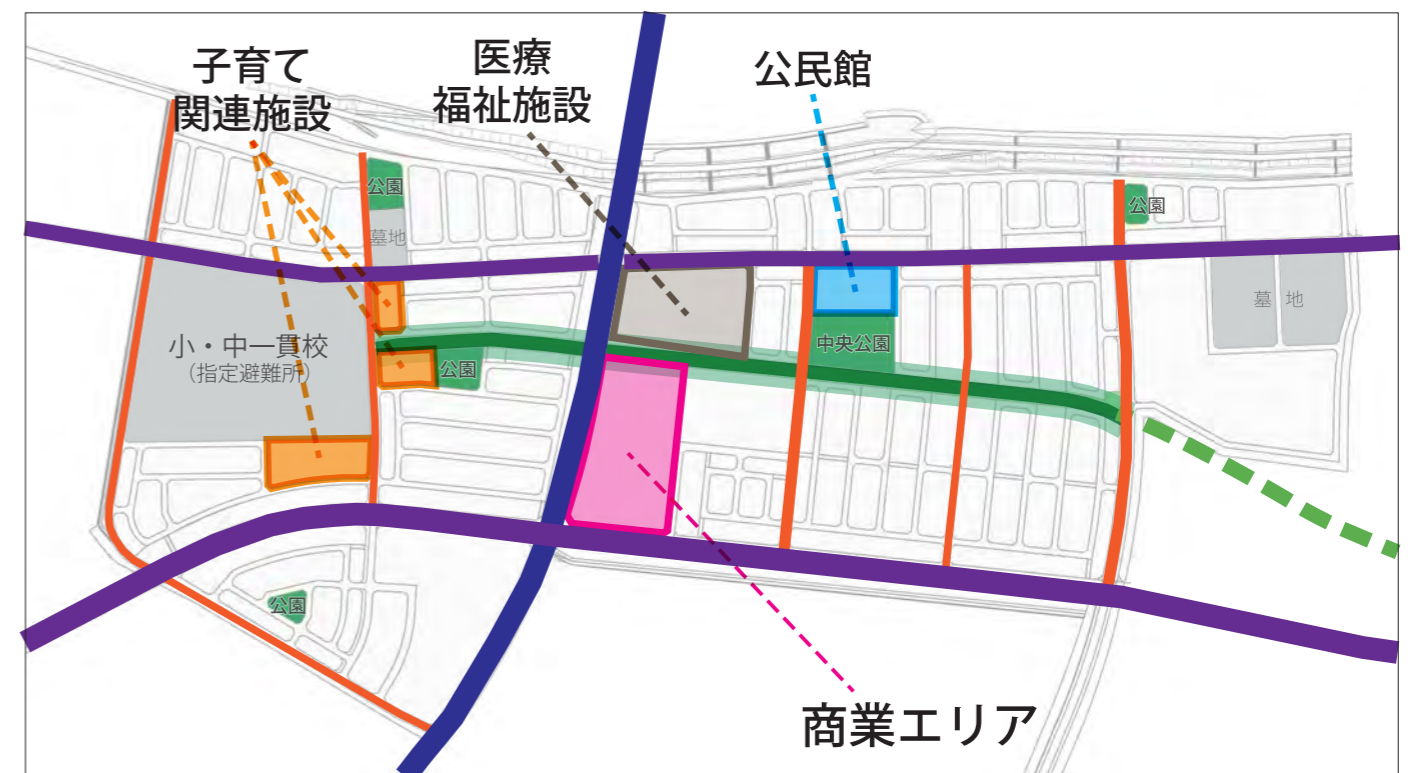 子育て
関連施設
医療
福祉施設
公民館
公園
墓地
公園
墓 地
小・中一貫校
(指定避難所)
公園
中央公園
公園
商業エリア